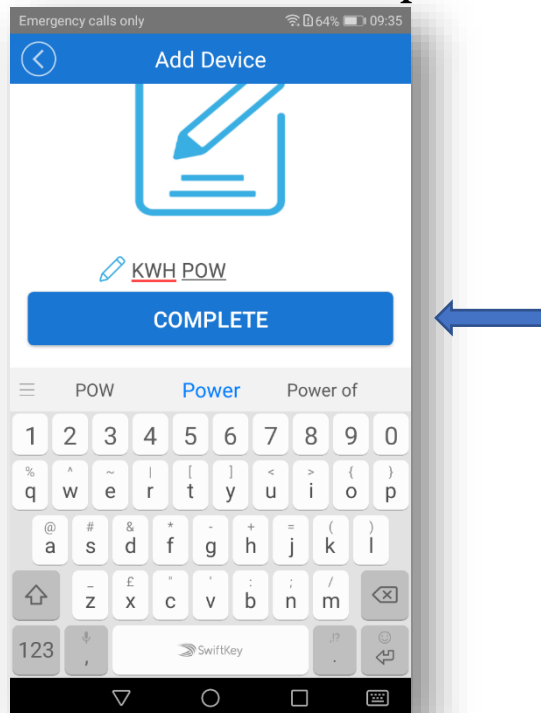 Emergency calls only 64% 09:35
Add Device
KWH POW
COMPLETE
POW Power Power of
1 2 3 4 5 6 7 8 9 0
% ^ ~ | [ ] < > { }
q w e r t y u i o p
@ # & * - + = ( )
a s d f g h j k l
_ £ " ' : ; /
z x c v b n m
123 , SwiftKey .!? .